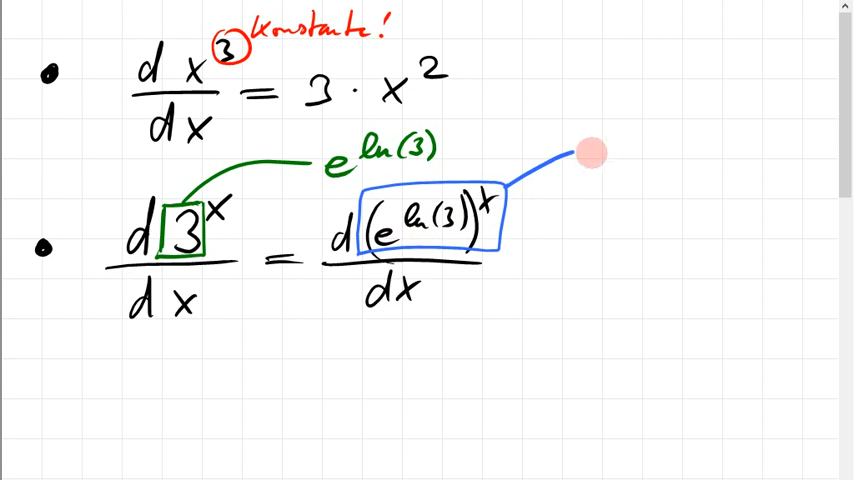 Konstante!
• d x³/dx = 3 · x²
e^ln(3)
• d 3^x/d x = d (e^ln(3))^x/dx